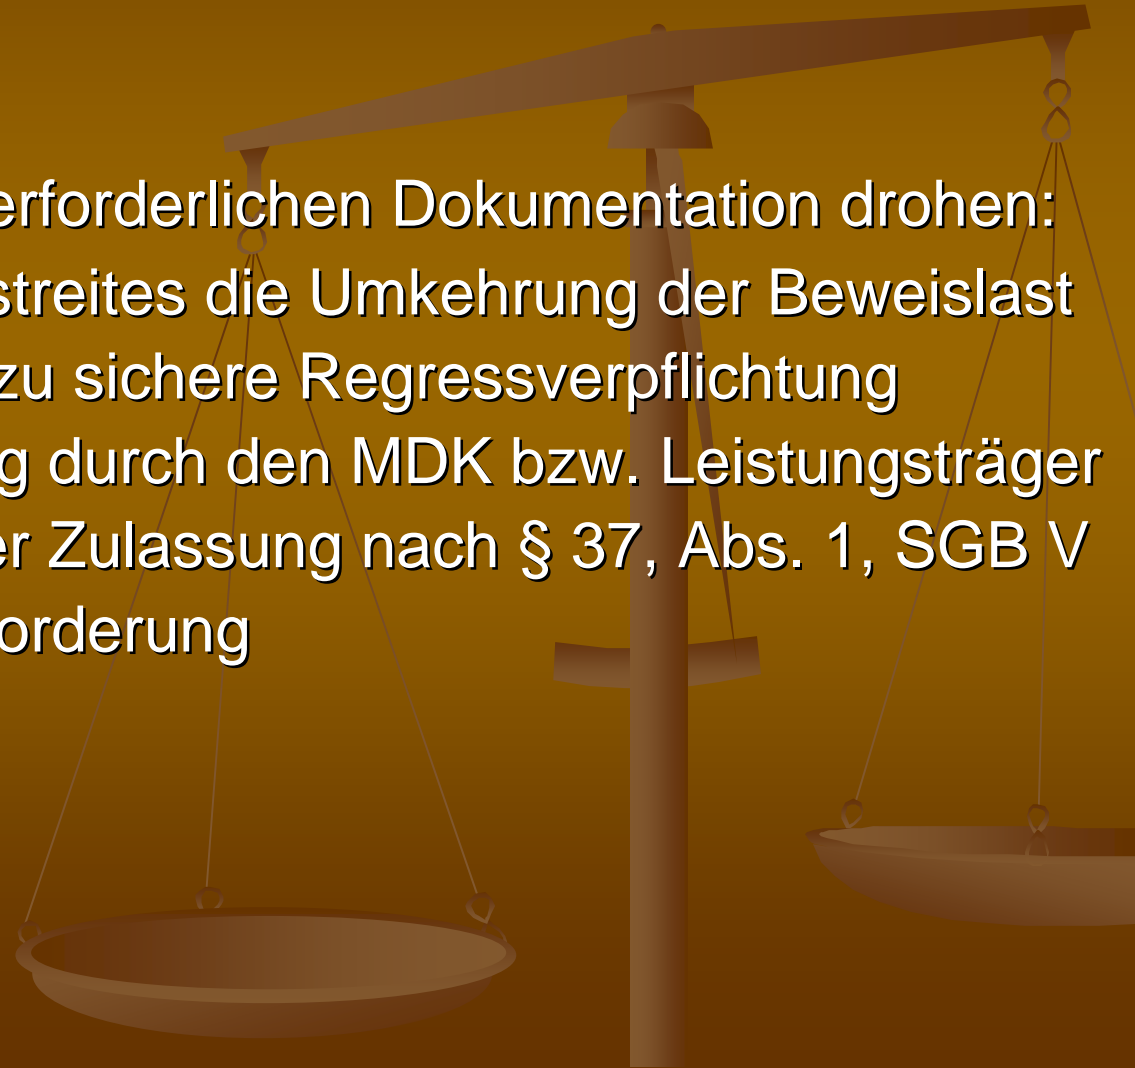 erforderlichen Dokumentation drohen:
streites die Umkehrung der Beweislast
zu sichere Regressverpflichtung
g durch den MDK bzw. Leistungsträger
er Zulassung nach § 37, Abs. 1, SGB V
orderung